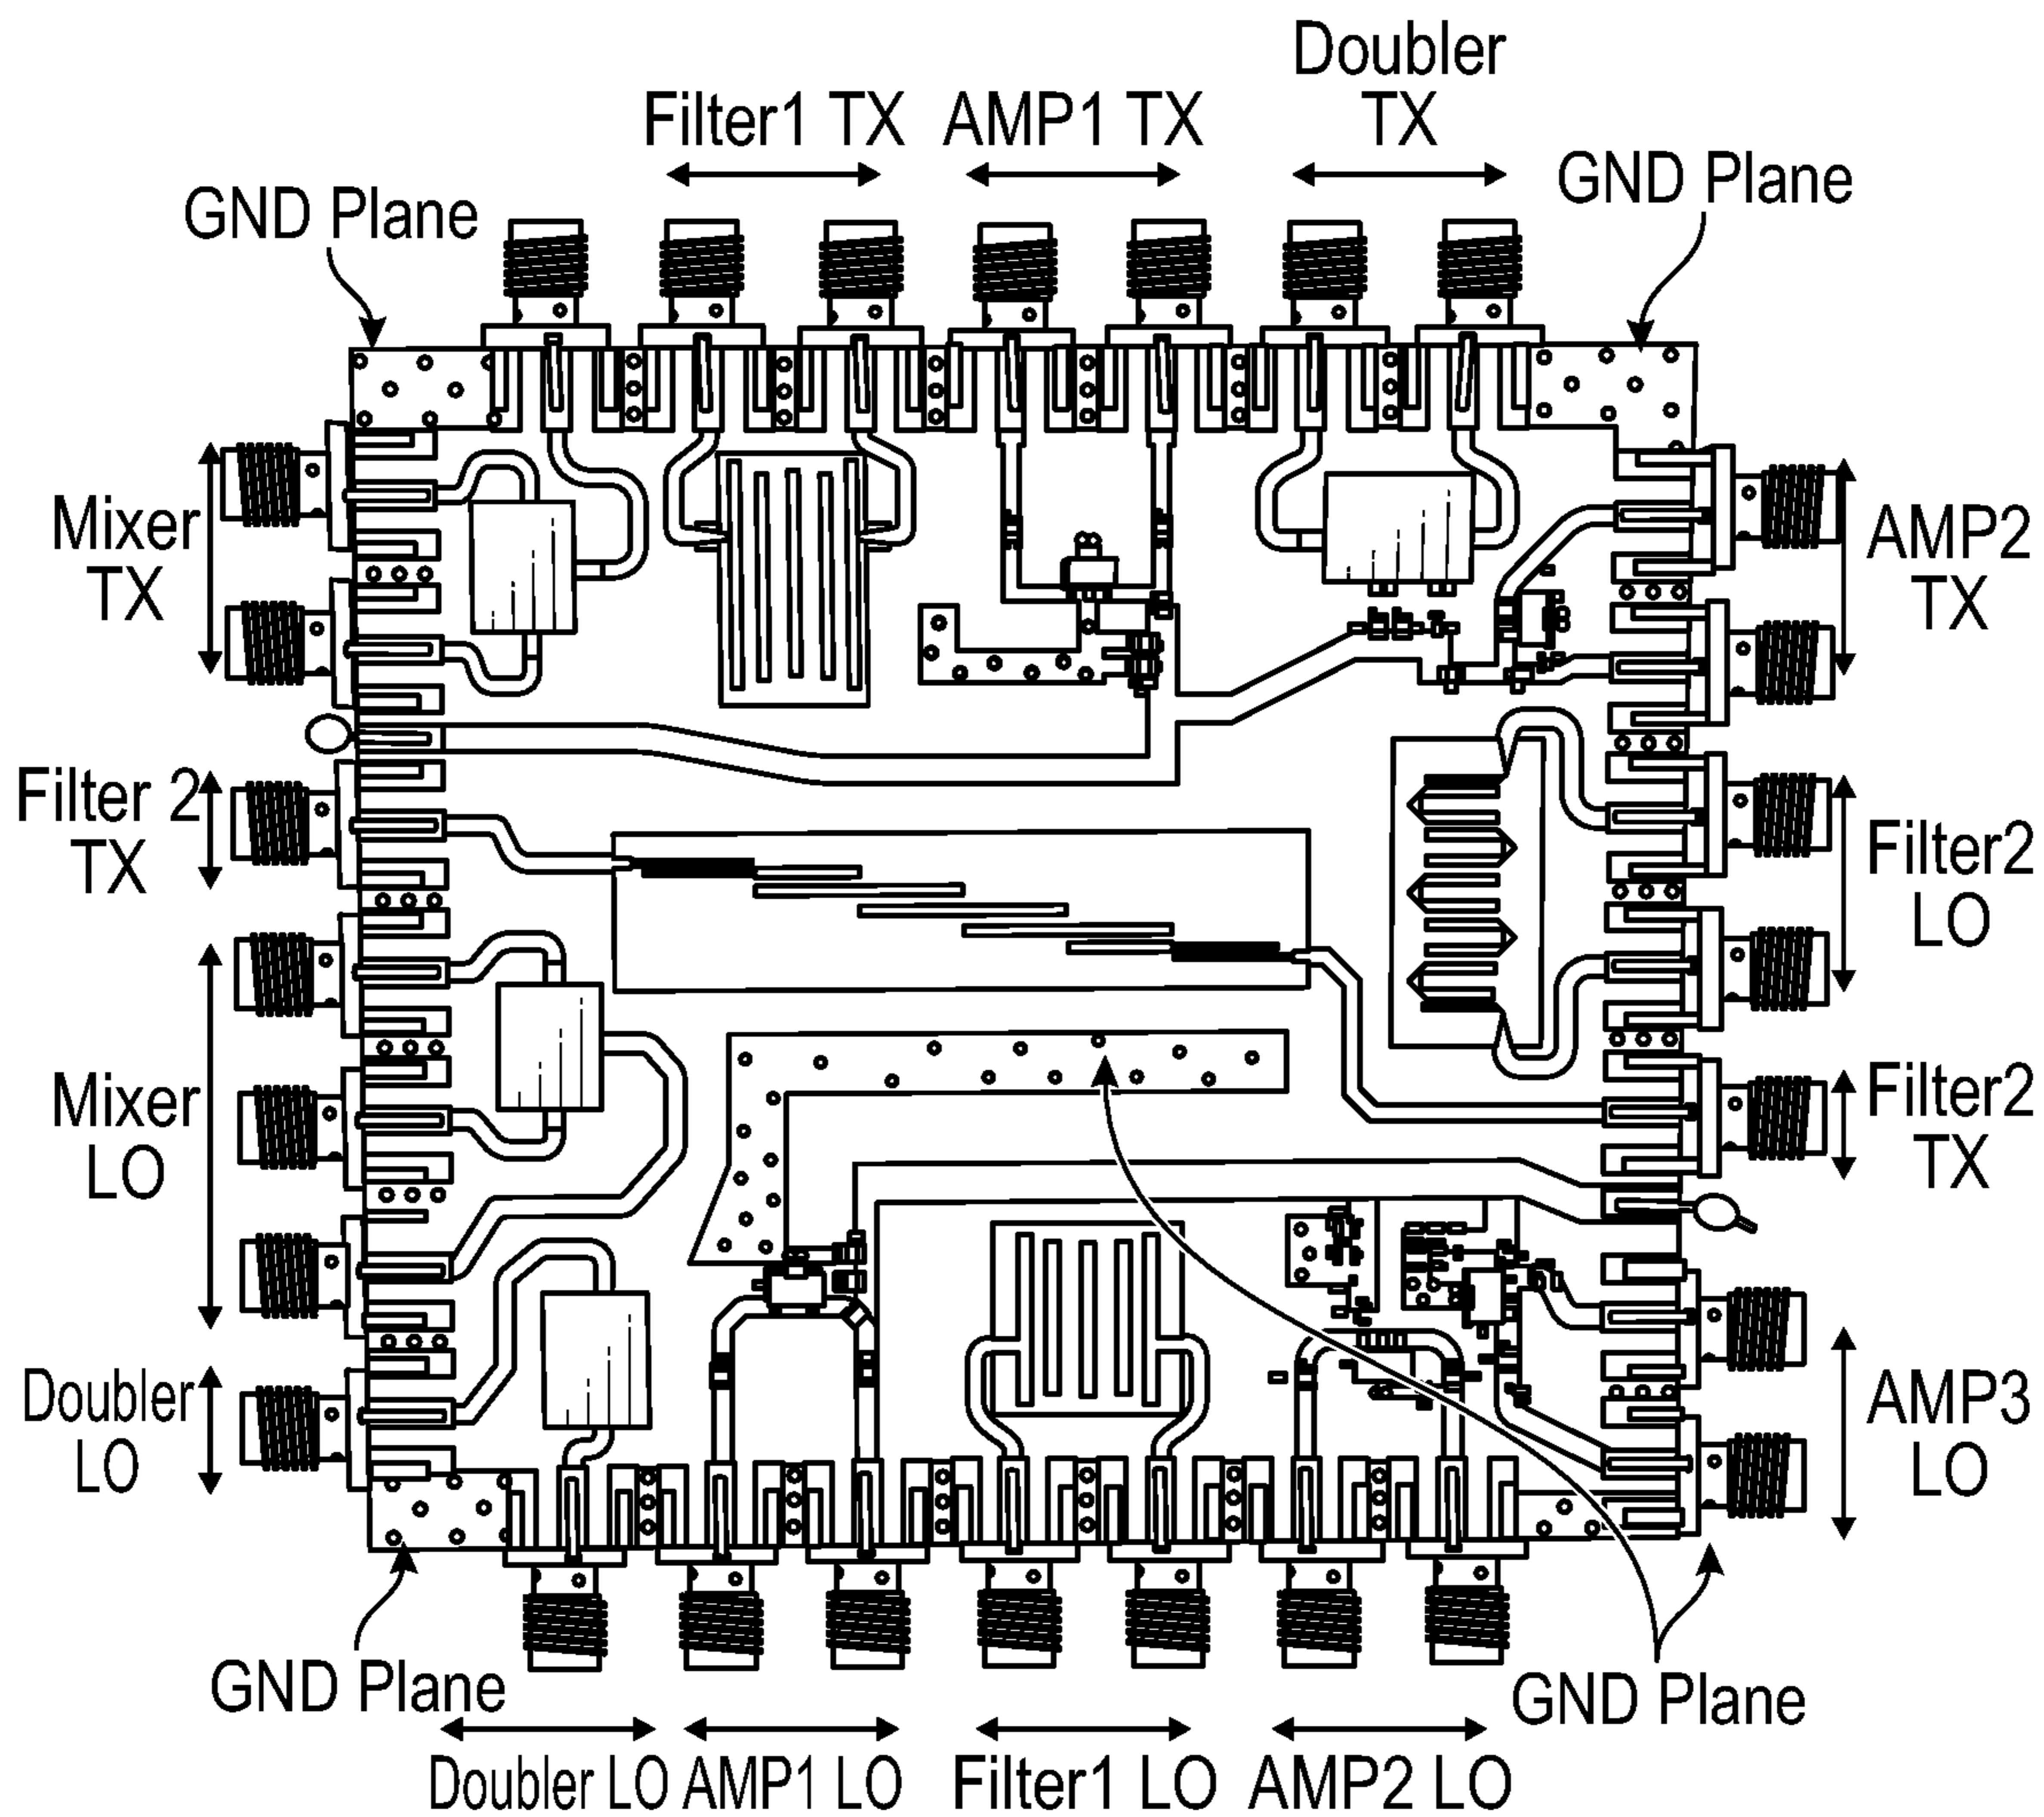 Doubler
TX
Filter1 TX
AMP1 TX
GND Plane
GND Plane
Mixer
TX
AMP2
TX
Filter 2
TX
Filter2
LO
Mixer
LO
Filter2
TX
Doubler
LO
AMP3
LO
GND Plane
GND Plane
Doubler LO
AMP1 LO
Filter1 LO
AMP2 LO